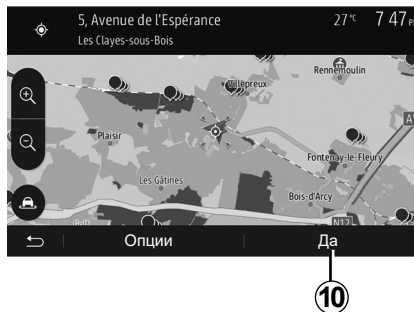 5, Avenue de l'Espérance
27 °C
7 47
Les Clayes-sous-Bois
Rennemoulin
Villepreux
Plaisir
Fontenay-le-Fleury
Les Gâtines
Bois-d'Arcy
N12
Опции
Да
10